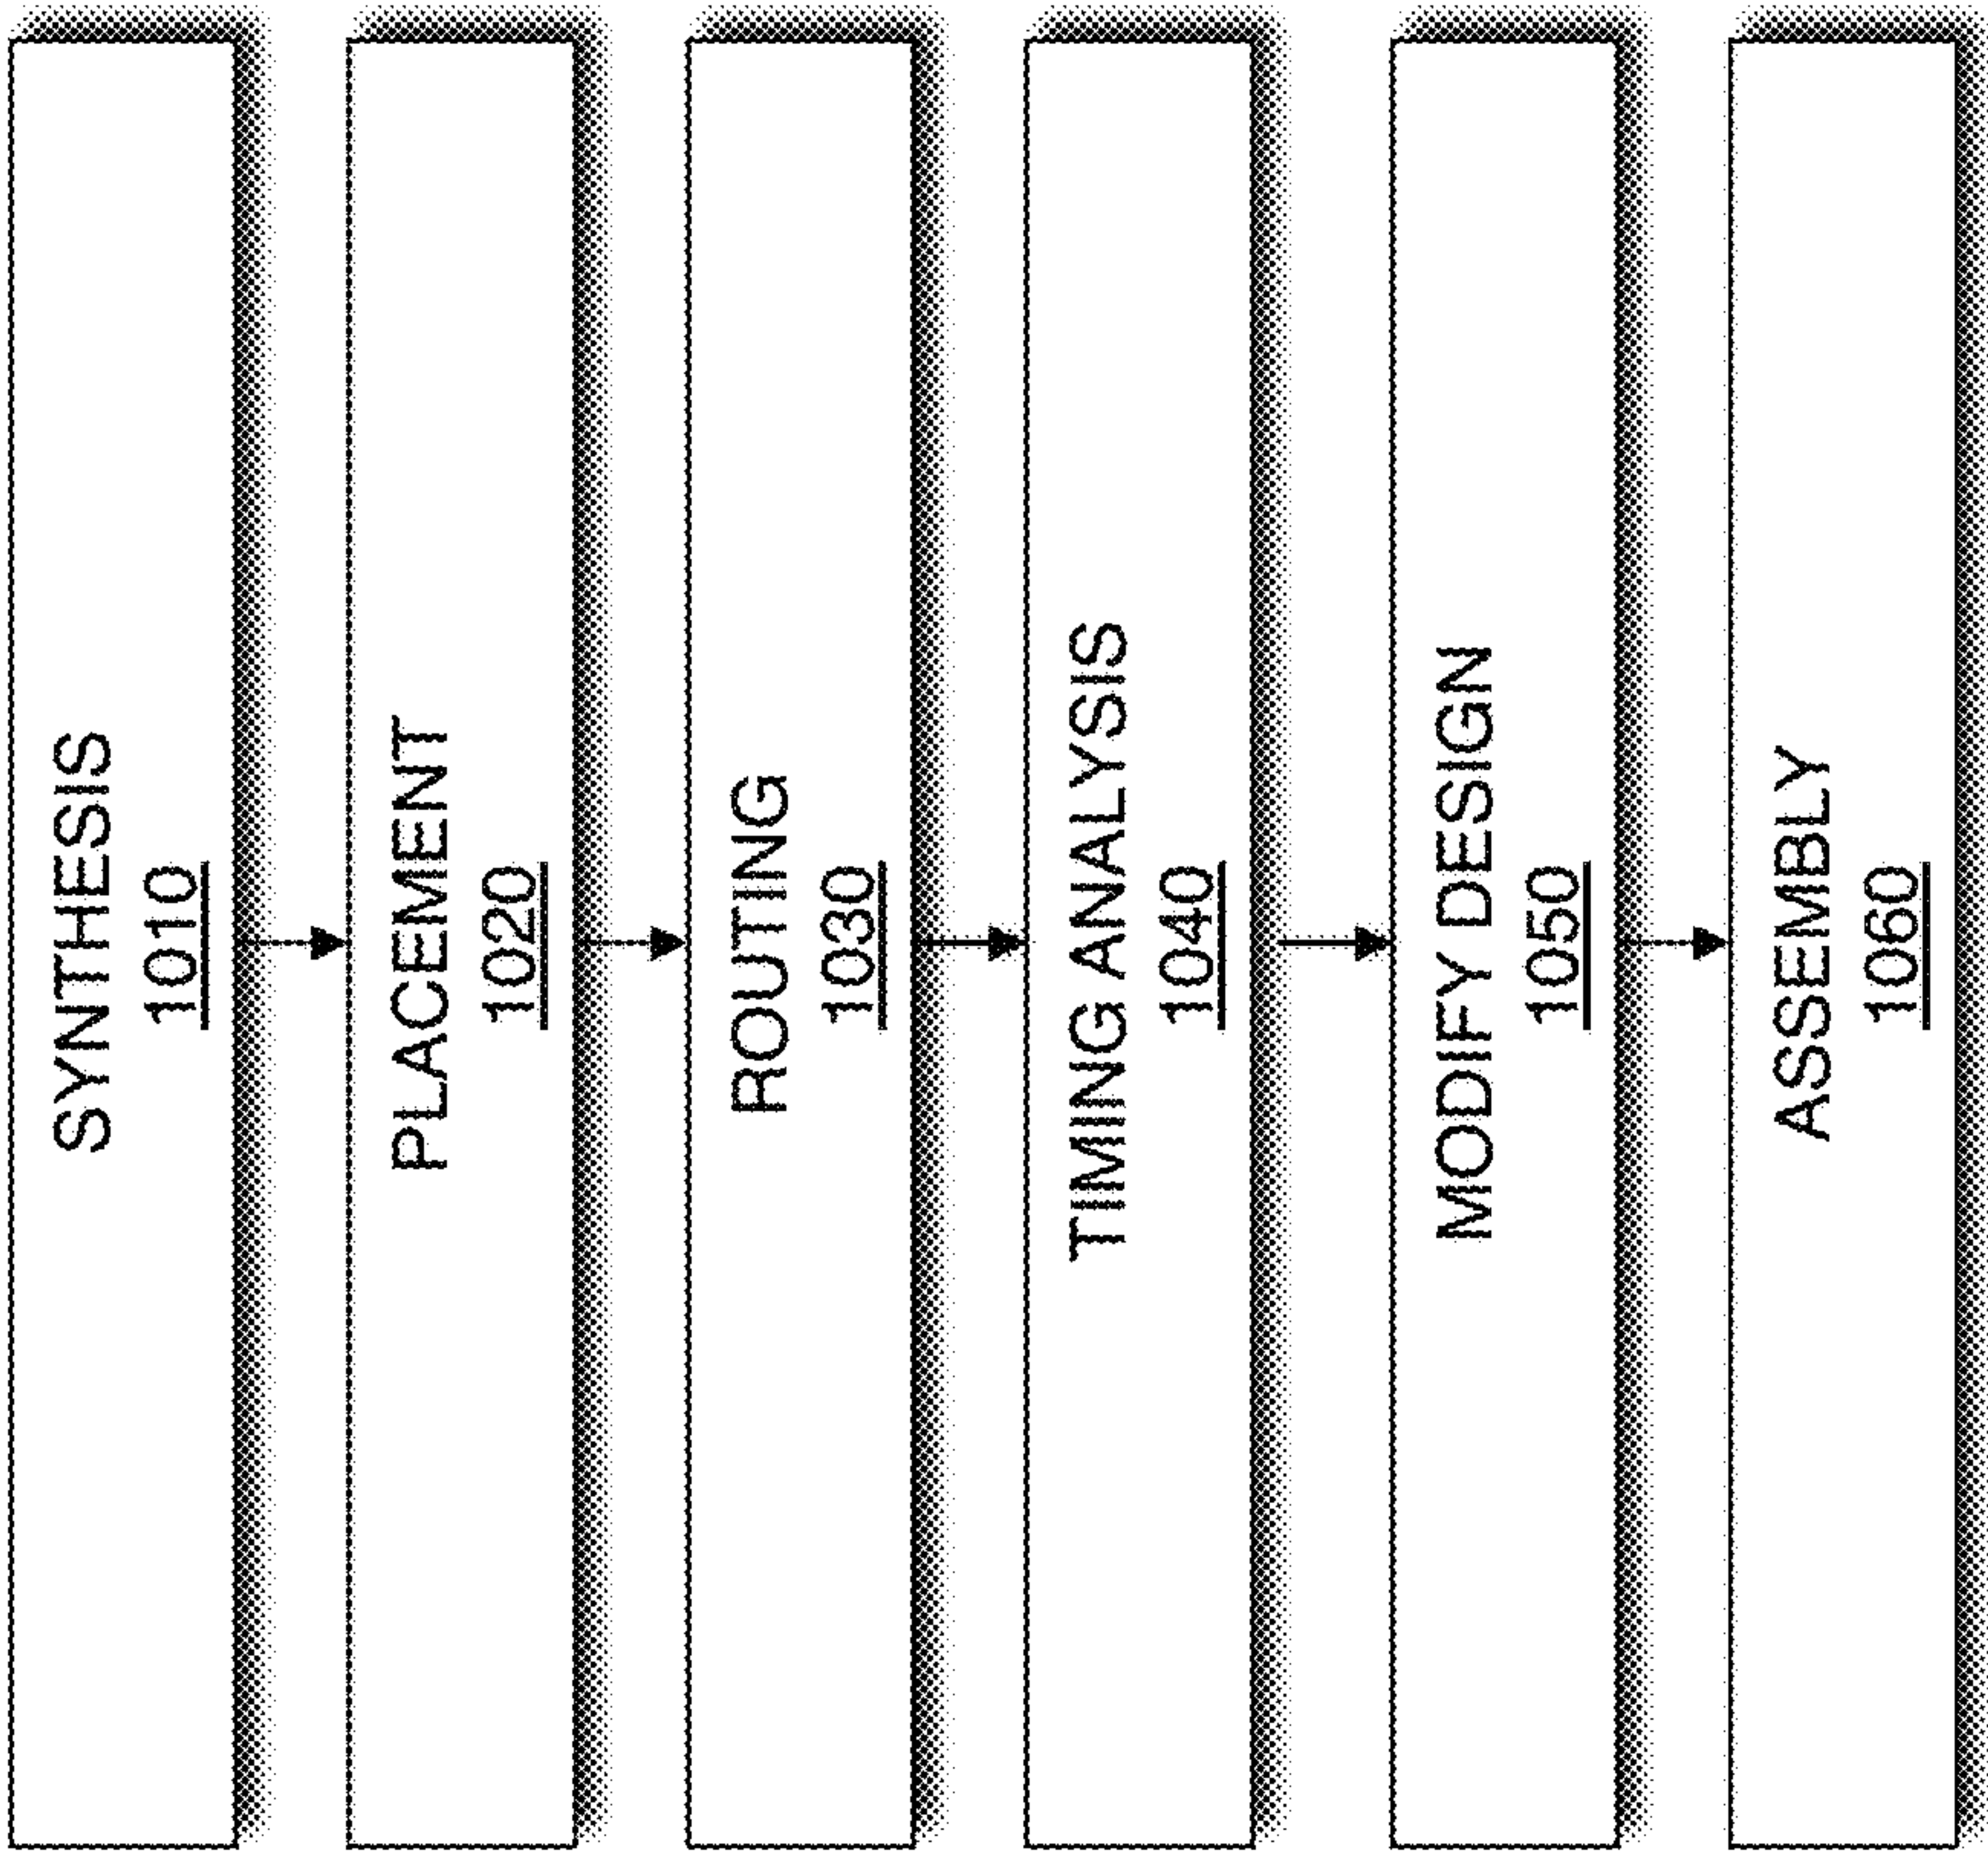 SYNTHESIS
1010
PLACEMENT
1020
ROUTING
1030
TIMING ANALYSIS
1040
MODIFY DESIGN
1050
ASSEMBLY
1060